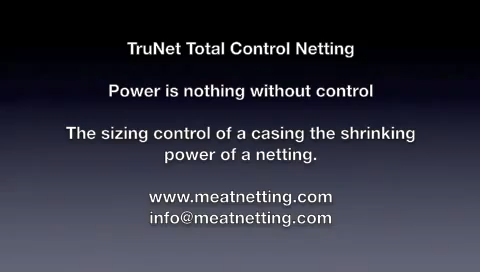 TruNet Total Control Netting
Power is nothing without control
The sizing control of a casing the shrinking
power of a netting.
www.meatnetting.com
info@meatnetting.com